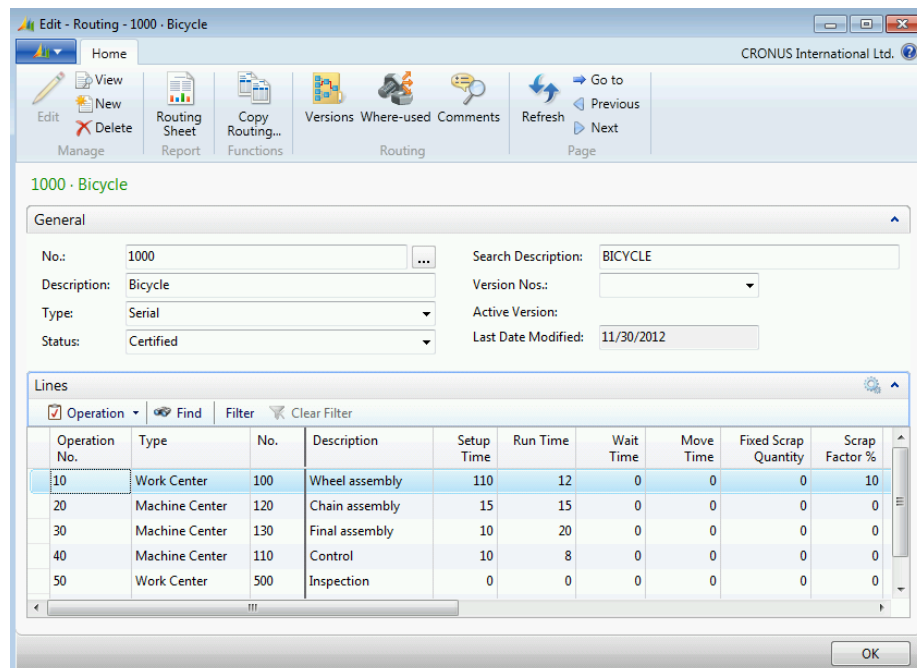 Edit - Routing - 1000 · Bicycle
Home
CRONUS International Ltd.
Edit
View
New
Delete
Manage
Routing Sheet
Report
Copy Routing...
Functions
Versions Where-used Comments
Routing
Refresh
Go to
Previous
Next
Page
1000 · Bicycle
General
No.: 1000 ... Search Description: BICYCLE
Description: Bicycle Version Nos.:
Type: Serial Active Version:
Status: Certified Last Date Modified: 11/30/2012
Lines
Operation Find Filter Clear Filter
Operation No. Type No. Description Setup Time Run Time Wait Time Move Time Fixed Scrap Quantity Scrap Factor %
10 Work Center 100 Wheel assembly 110 12 0 0 0 10
20 Machine Center 120 Chain assembly 15 15 0 0 0 0
30 Machine Center 130 Final assembly 10 20 0 0 0 0
40 Machine Center 110 Control 10 8 0 0 0 0
50 Work Center 500 Inspection 0 0 0 0 0 0
OK